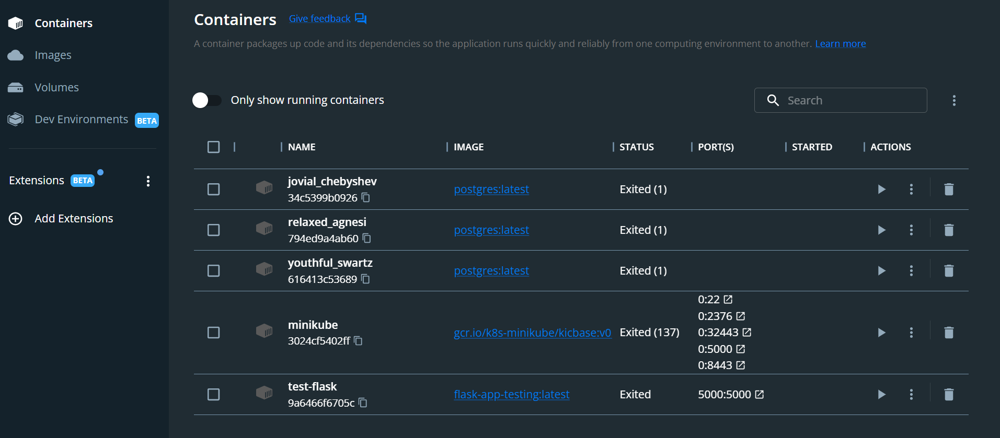 Containers
Images
Volumes
Dev Environments BETA
Extensions BETA
Add Extensions
Containers Give feedback
A container packages up code and its dependencies so the application runs quickly and reliably from one computing environment to another. Learn more
Only show running containers
Search
NAME IMAGE STATUS PORT(S) STARTED ACTIONS
jovial_chebyshev
34c5399b0926
postgres:latest Exited (1)
relaxed_agnesi
794ed9a4ab60
postgres:latest Exited (1)
youthful_swartz
616413c53689
postgres:latest Exited (1)
minikube
3024cf5402ff
gcr.io/k8s-minikube/kicbase:v0 Exited (137)
0:22
0:2376
0:32443
0:5000
0:8443
test-flask
9a6466f6705c
flask-app-testing:latest Exited 5000:5000